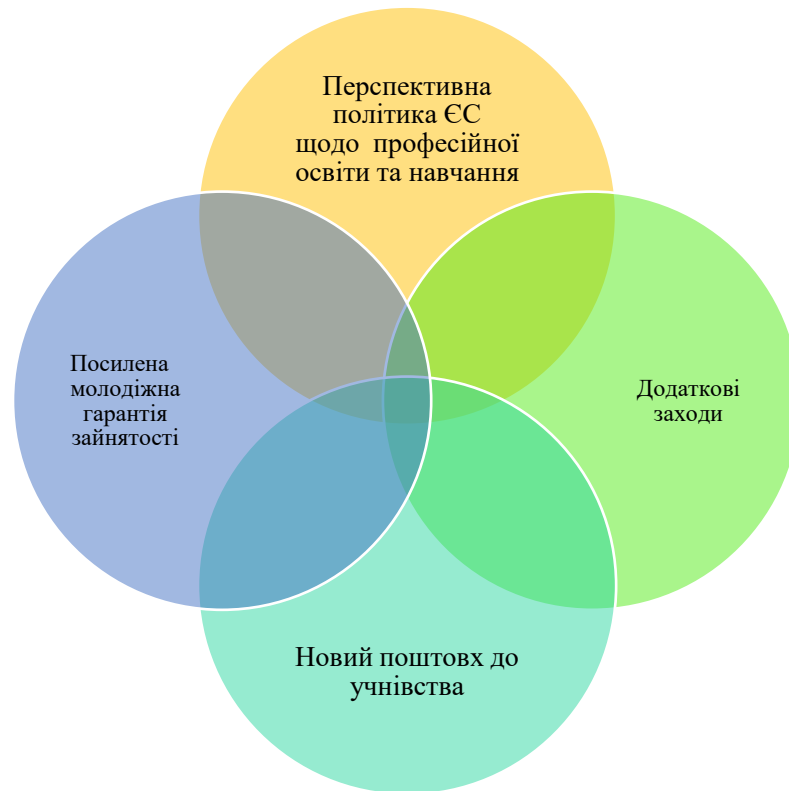 Перспективна
політика ЄС
щодо професійної
освіти та навчання
Посилена
молодіжна
гарантія
зайнятості
Додаткові
заходи
Новий поштовх до
учнівства